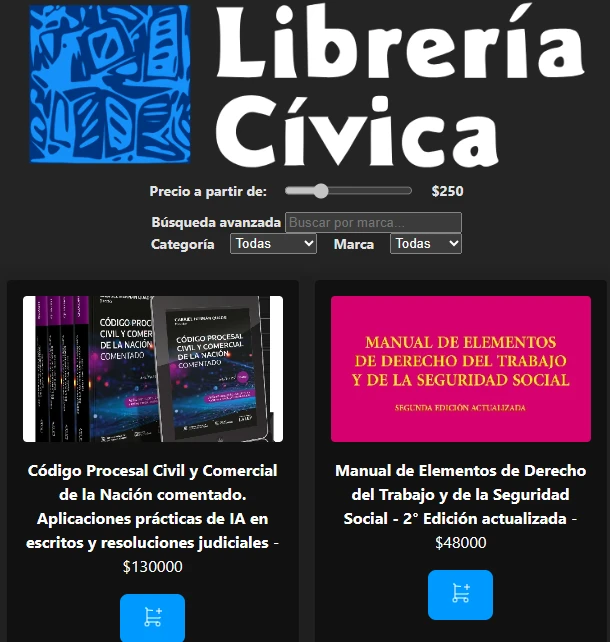 Librería
Cívica
Precio a partir de: $250
Búsqueda avanzada Buscar por marca...
Categoría Todas Marca Todas
CÓDIGO PROCESAL
CIVIL Y COMERCIAL
DE LA NACIÓN
COMENTADO
MANUAL DE ELEMENTOS
DE DERECHO DEL TRABAJO
Y DE LA SEGURIDAD SOCIAL
SEGUNDA EDICIÓN ACTUALIZADA
Código Procesal Civil y Comercial
de la Nación comentado.
Aplicaciones prácticas de IA en
escritos y resoluciones judiciales -
$130000
Manual de Elementos de Derecho
del Trabajo y de la Seguridad
Social - 2° Edición actualizada -
$48000